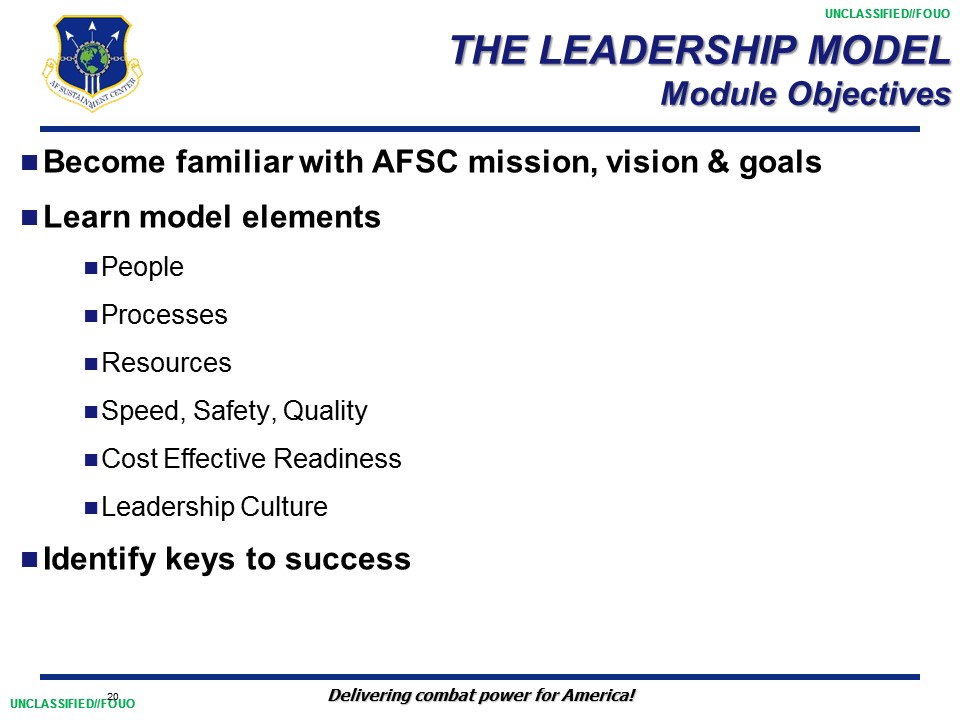 UNCLASSIFIED//FOUO
THE LEADERSHIP MODEL
Module Objectives
AF SUSTAINMENT CENTER
Become familiar with AFSC mission, vision & goals
Learn model elements
People
Processes
Resources
Speed, Safety, Quality
Cost Effective Readiness
Leadership Culture
Identify keys to success
20
Delivering combat power for America!
UNCLASSIFIED//FOUO